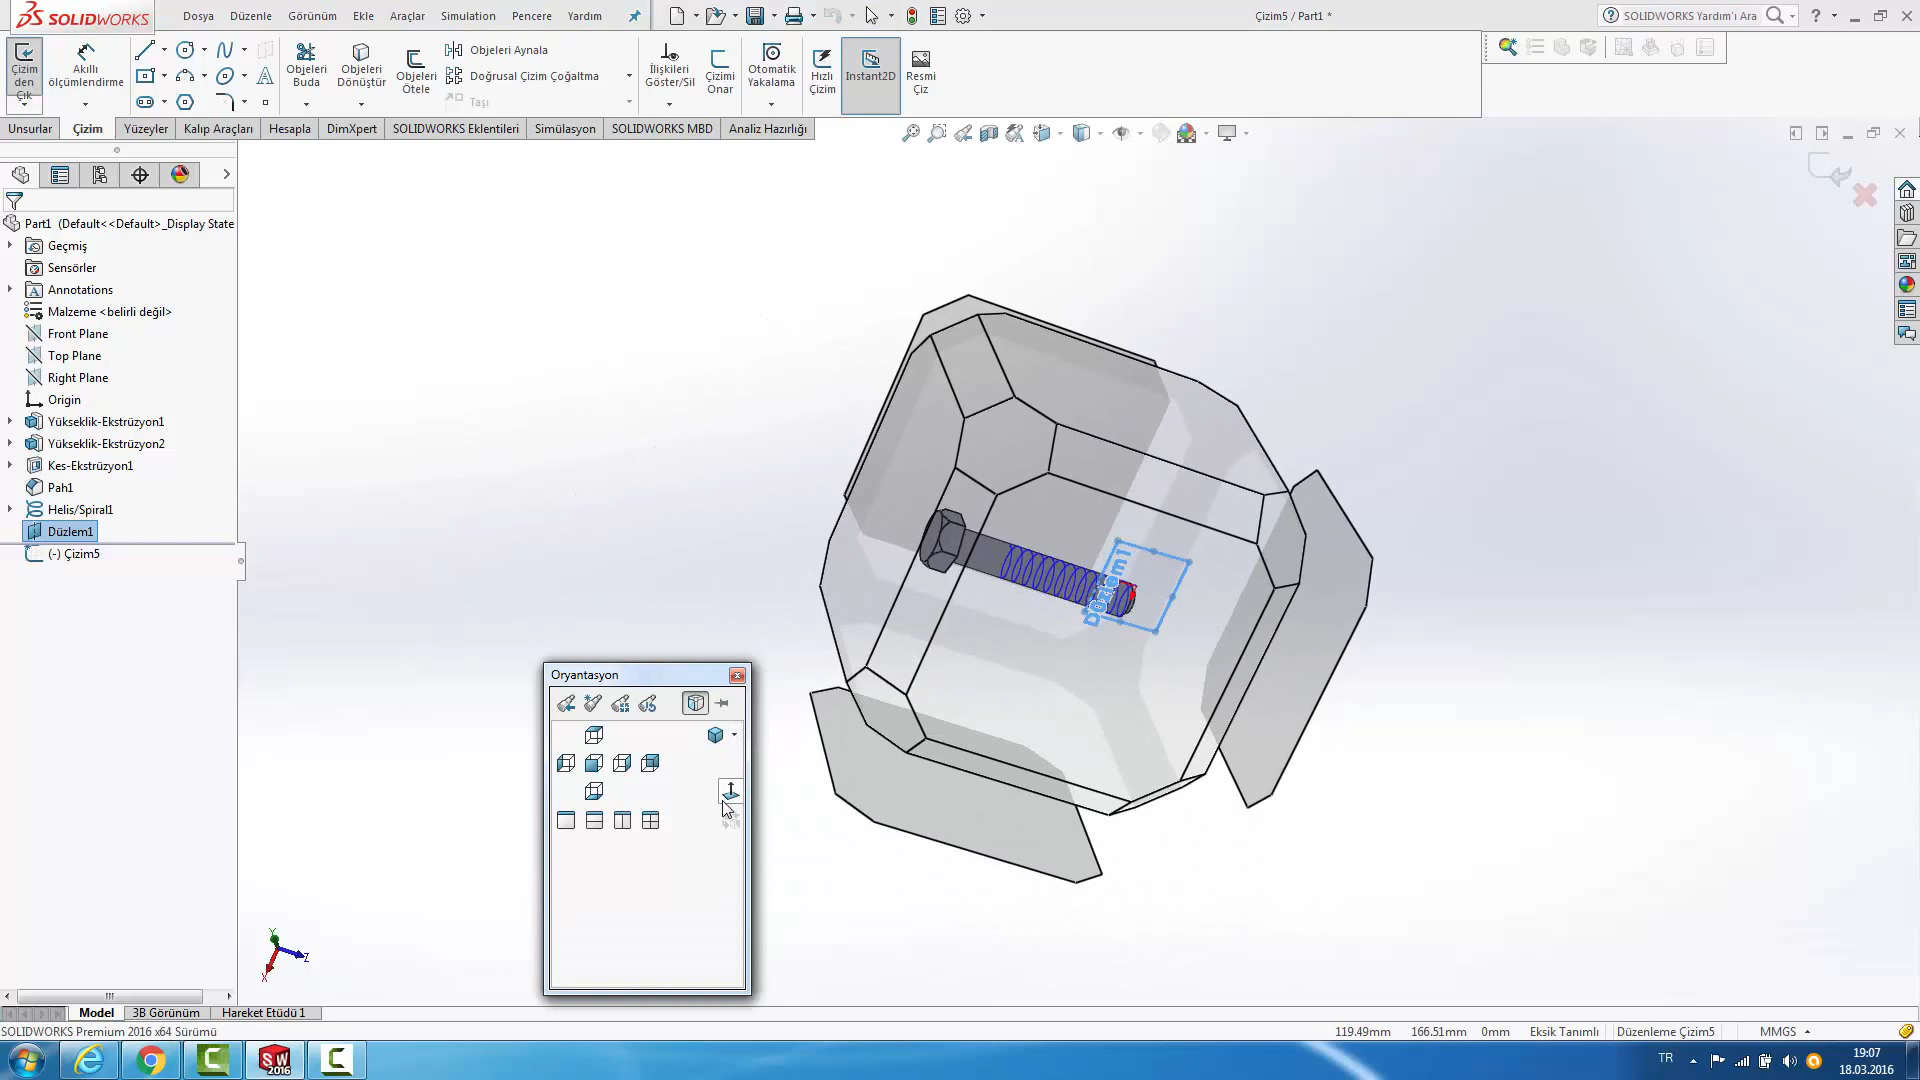 SOLIDWORKS
Dosya Düzenle Görünüm Ekle Araçlar Simulation Pencere Yardım
Çizim5 / Part1 *
SOLIDWORKS Yardım'ı Ara
Çizim den Çık
Akıllı ölçümlendirme
Objeleri Buda
Objeleri Dönüştür
Objeleri Ötele
Objeleri Aynala
Doğrusal Çizim Çoğaltma
Taşı
İlişkileri Göster/Sil
Çizimi Onar
Otomatik Yakalama
Hızlı Çizim
Instant2D
Resmi Çiz
Unsurlar Çizim Yüzeyler Kalıp Araçları Hesapla DimXpert SOLIDWORKS Eklentileri Simülasyon SOLIDWORKS MBD Analiz Hazırlığı
Part1 (Default<<Default>_Display State
Geçmiş
Sensörler
Annotations
Malzeme <belirli değil>
Front Plane
Top Plane
Right Plane
Origin
Yükseklik-Ekstrüzyon1
Yükseklik-Ekstrüzyon2
Kes-Ekstrüzyon1
Pah1
Helis/Spiral1
Düzlem1
(-) Çizim5
Düzlem1
Oryantasyon
Y
Z
X
Model 3B Görünüm Hareket Etüdü 1
SOLIDWORKS Premium 2016 x64 Sürümü
119.49mm 166.51mm 0mm Eksik Tanımlı Düzenleme Çizim5 MMGS
SW 2016
TR
19:07
18.03.2016